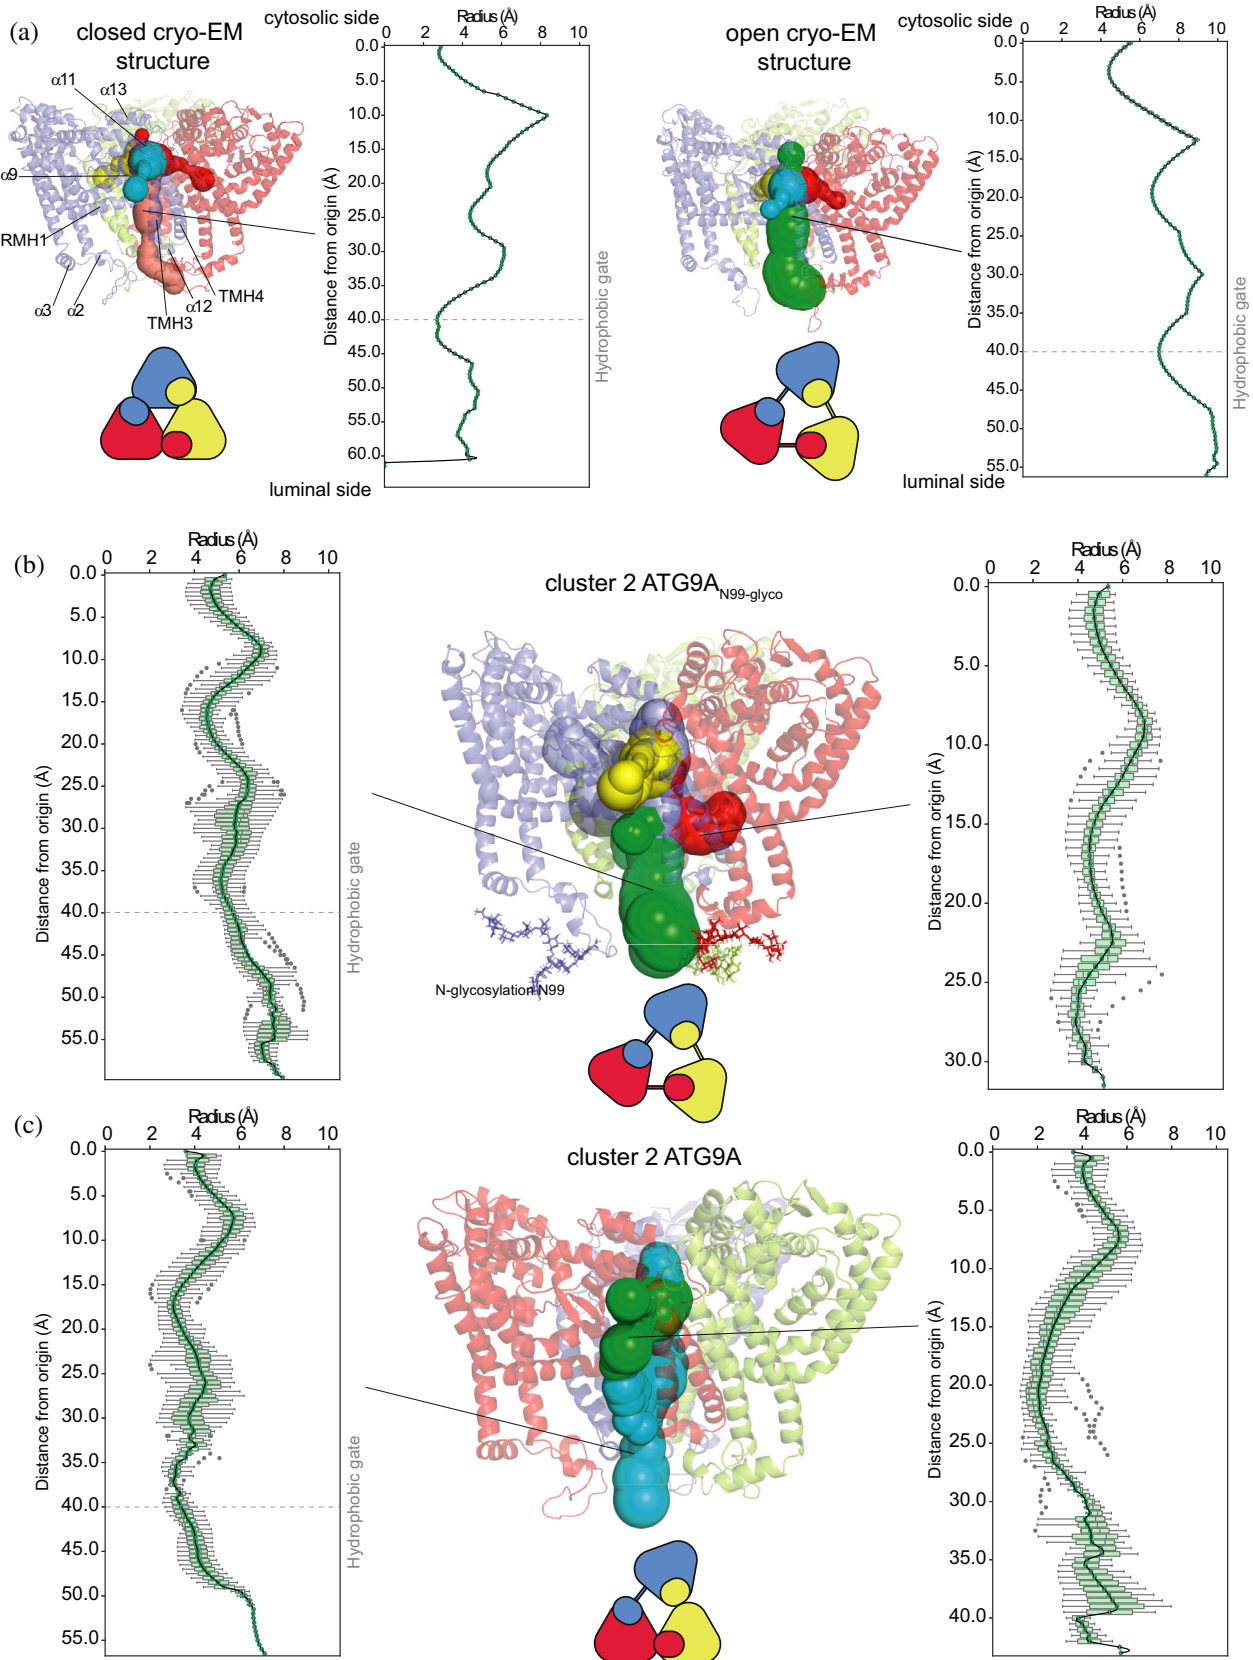 (a)
closed cryo-EM
structure
cytosolic side
Radius (Å)
0 2 4 6 8 10
0.0
5.0
10.0
15.0
20.0
25.0
30.0
35.0
40.0
45.0
50.0
55.0
60.0
Distance from origin (Å)
Hydrophobic gate
luminal side
α11
α13
α9
RMH1
α3
α2
TMH3
α12
TMH4
open cryo-EM
structure
cytosolic side
Radius (Å)
0 2 4 6 8 10
0.0
5.0
10.0
15.0
20.0
25.0
30.0
35.0
40.0
45.0
50.0
55.0
Distance from origin (Å)
Hydrophobic gate
luminal side
(b)
Radius (Å)
0 2 4 6 8 10
0.0
5.0
10.0
15.0
20.0
25.0
30.0
35.0
40.0
45.0
50.0
55.0
Distance from origin (Å)
Hydrophobic gate
cluster 2 ATG9A N99-glyco
N-glycosylation N99
Radius (Å)
0 2 4 6 8 10
0.0
5.0
10.0
15.0
20.0
25.0
30.0
Distance from origin (Å)
(c)
Radius (Å)
0 2 4 6 8 10
0.0
5.0
10.0
15.0
20.0
25.0
30.0
35.0
40.0
45.0
50.0
55.0
Distance from origin (Å)
Hydrophobic gate
cluster 2 ATG9A
Radius (Å)
0 2 4 6 8 10
0.0
5.0
10.0
15.0
20.0
25.0
30.0
35.0
40.0
Distance from origin (Å)